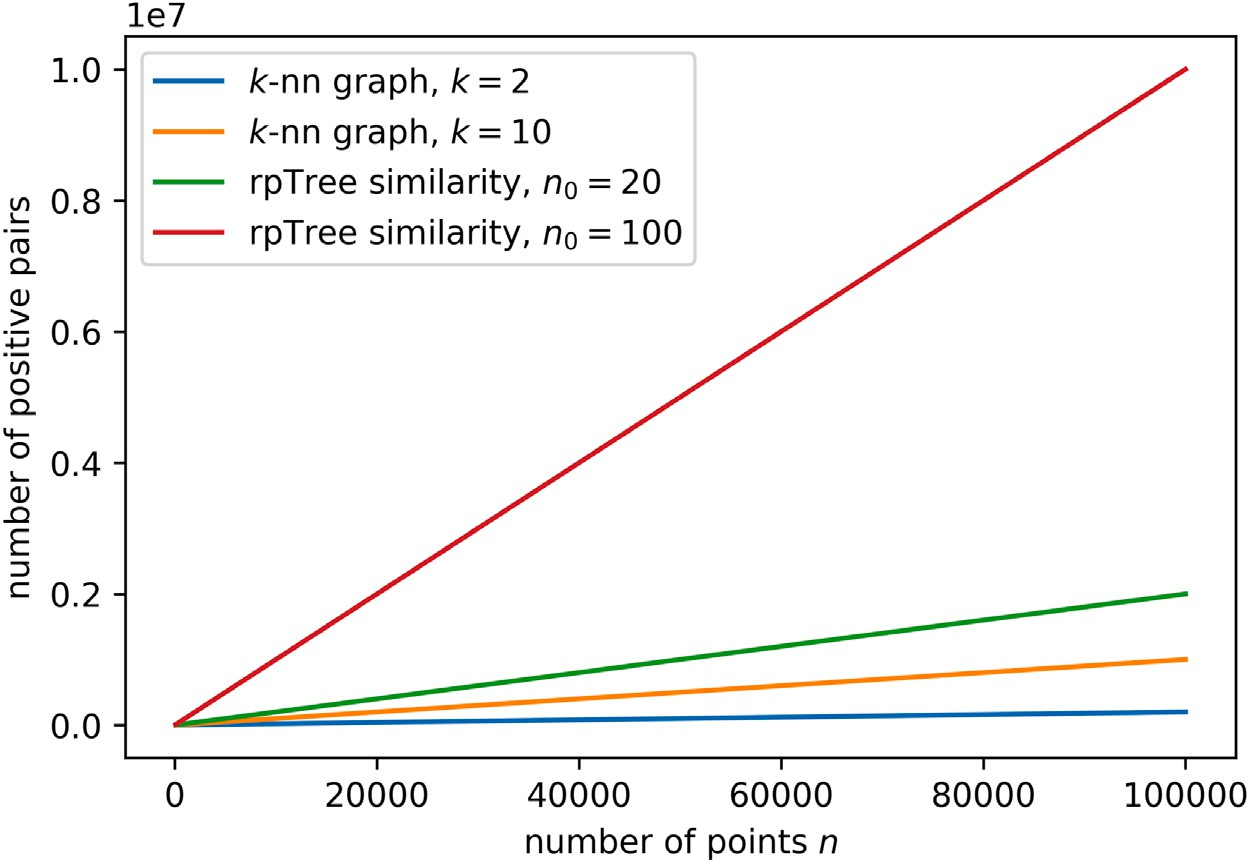 1e7
1.0
0.8
0.6
0.4
0.2
0.0
number of positive pairs
k-nn graph, k = 2
k-nn graph, k = 10
rpTree similarity, n₀ = 20
rpTree similarity, n₀ = 100
0 20000 40000 60000 80000 100000
number of points n